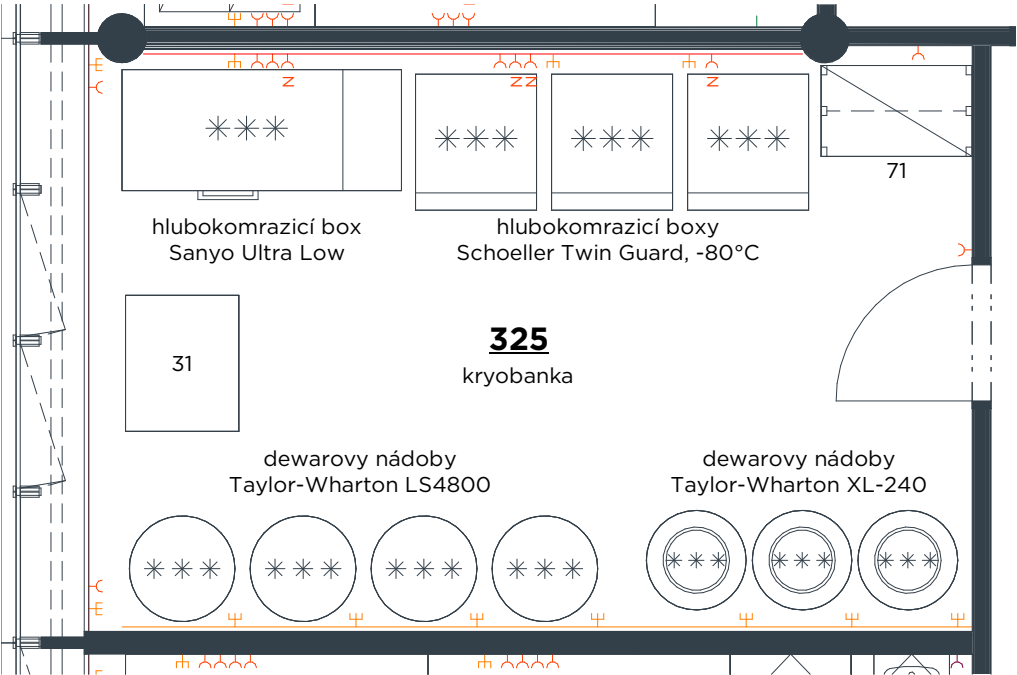 N
N N
N
71
hlubokomrazicí box
Sanyo Ultra Low
hlubokomrazicí boxy
Schoeller Twin Guard, -80°C
31
325
kryobanka
dewarovy nádoby
Taylor-Wharton LS4800
dewarovy nádoby
Taylor-Wharton XL-240